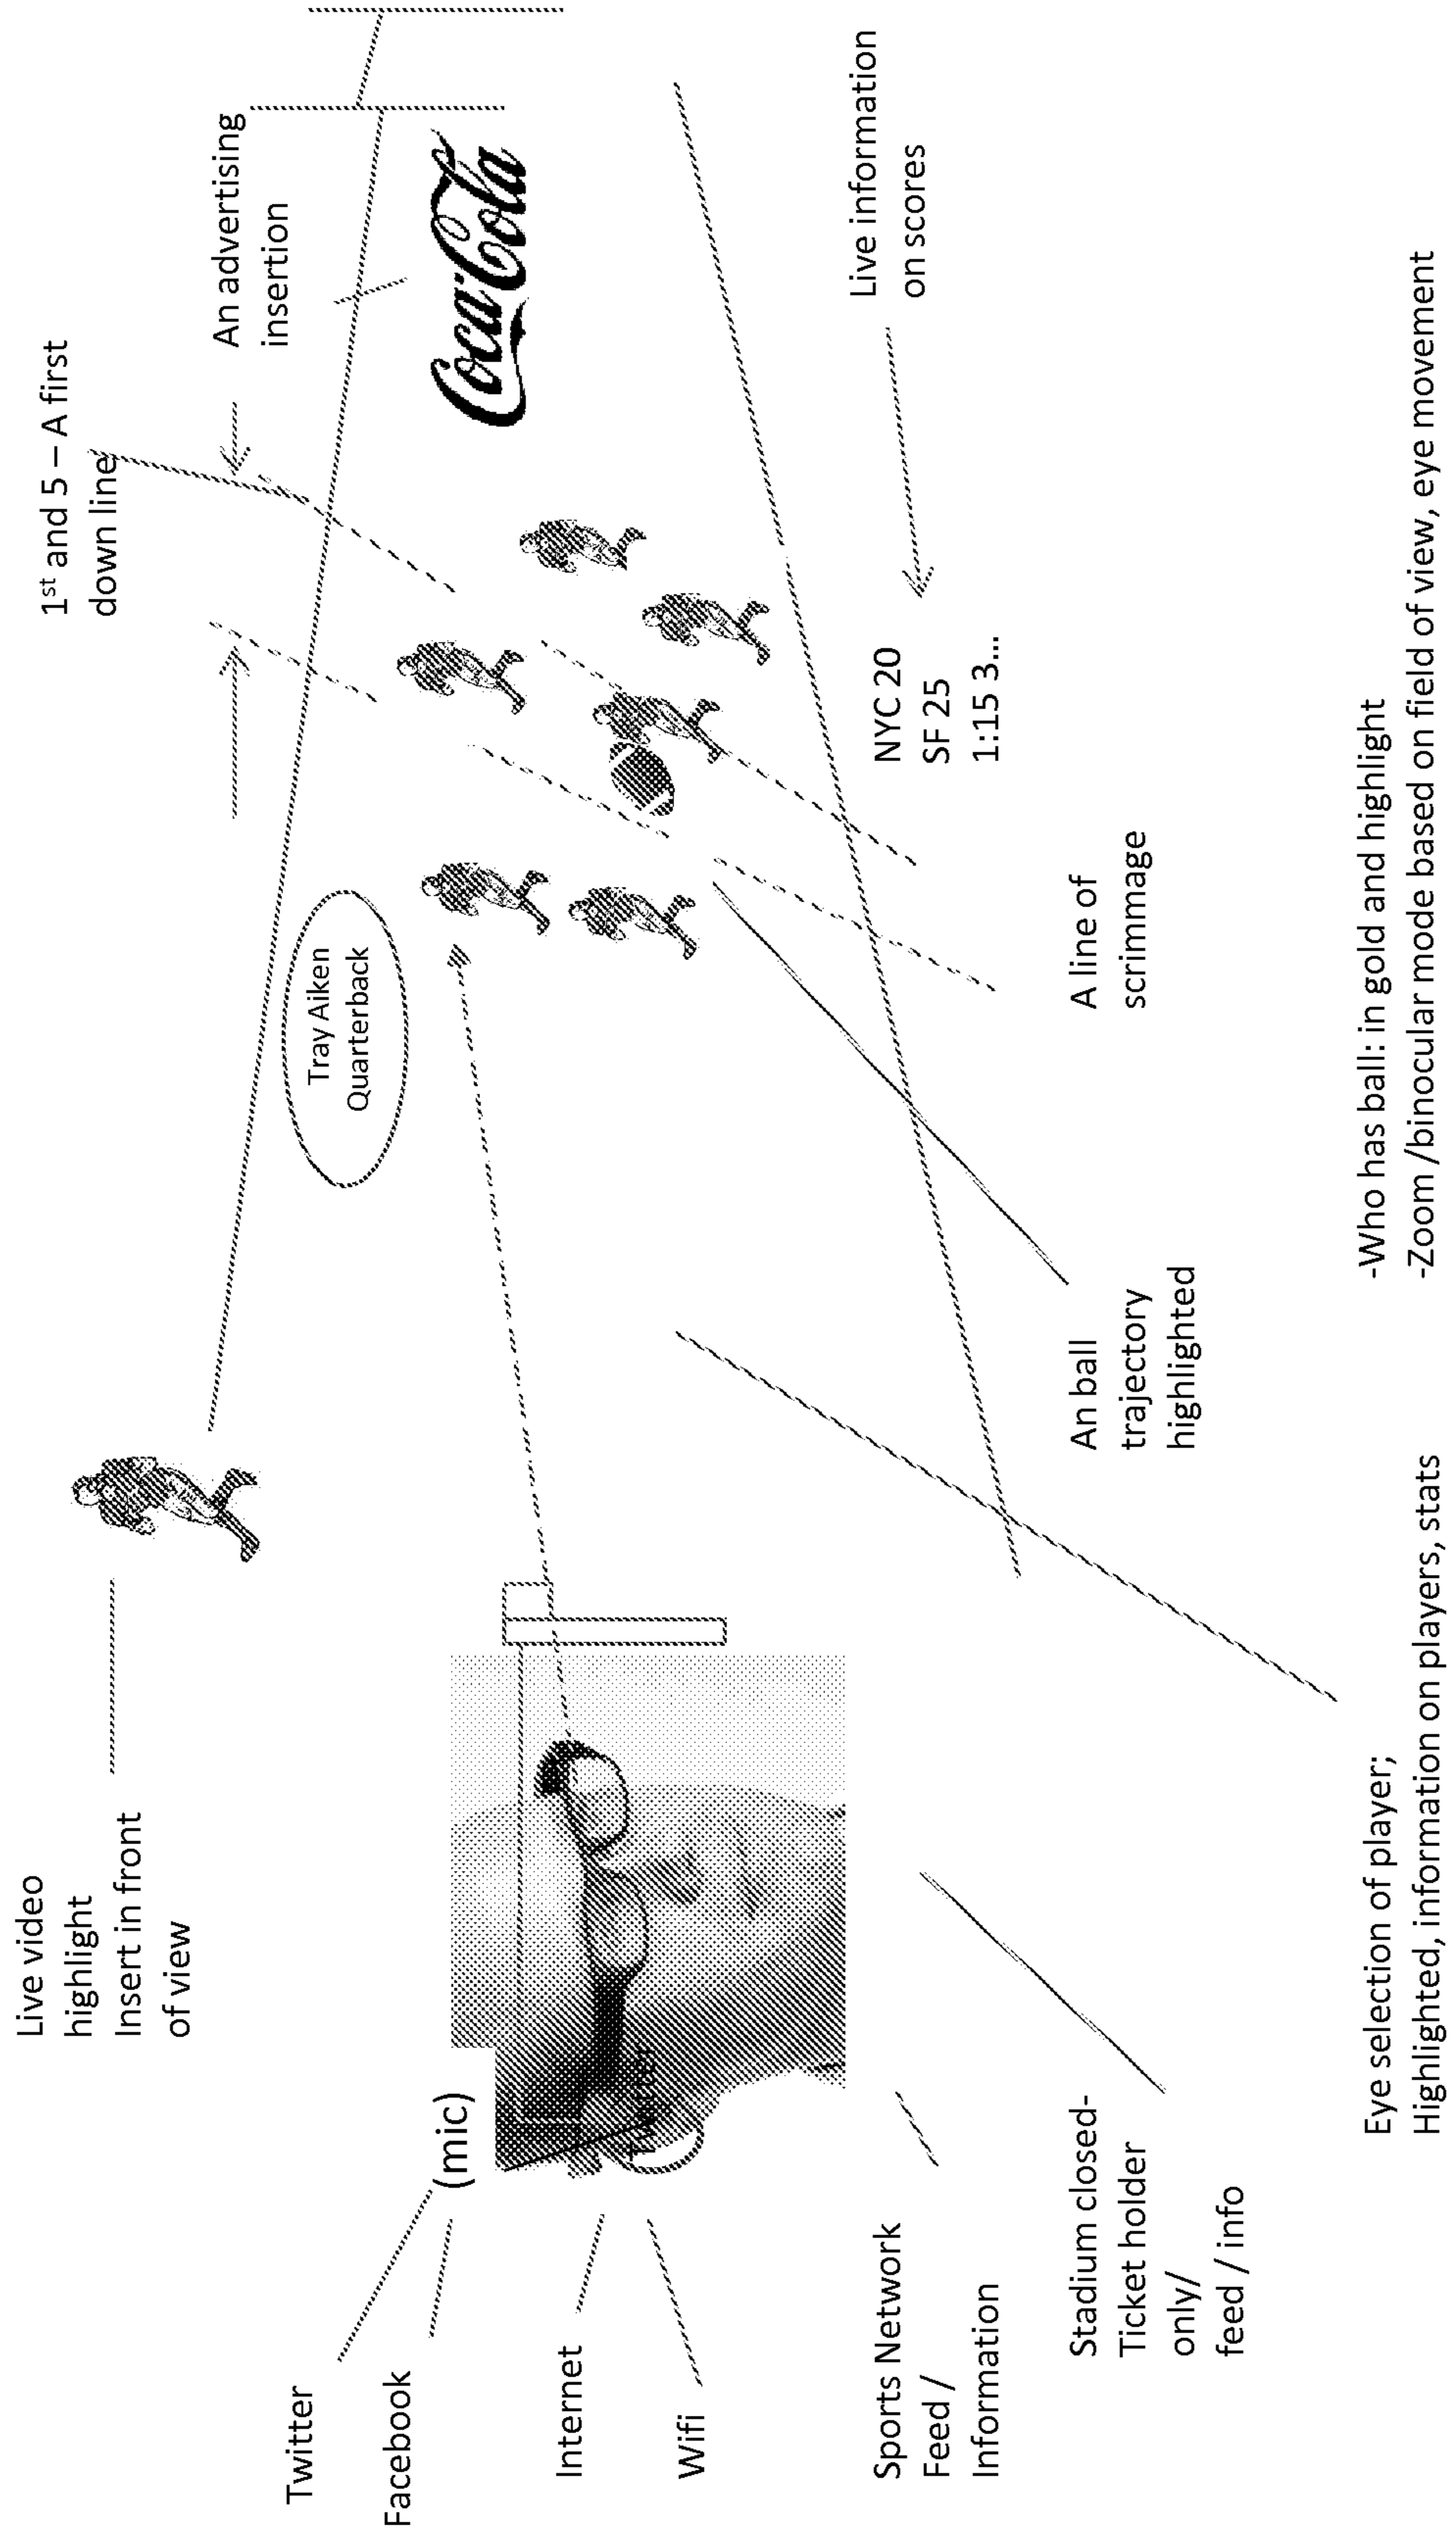 Live video
highlight
Insert in front
of view
1st and 5 – A first
down line
An advertising
insertion
Twitter
Facebook
Internet
Wifi
(mic)
Twitter
Tray Aiken
Quarterback
Coca-Cola
Live information
on scores
NYC 20
SF 25
1:15 3...
Sports Network
Feed /
Information
Stadium closed-
Ticket holder
only/
feed / info
An ball
trajectory
highlighted
A line of
scrimmage
Eye selection of player;
Highlighted, information on players, stats
-Who has ball: in gold and highlight
-Zoom /binocular mode based on field of view, eye movement